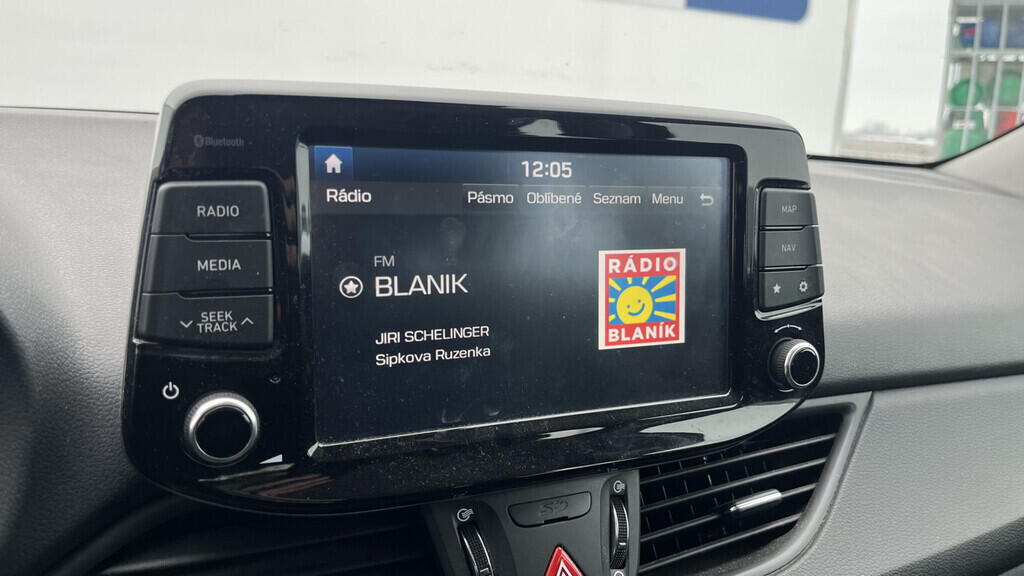 Bluetooth
12:05
Rádio Pásmo Oblíbené Seznam Menu
RADIO
MEDIA
SEEK
TRACK
FM
BLANIK
JIRI SCHELINGER
Sipkova Ruzenka
RÁDIO
BLANÍK
MAP
NAV
SD